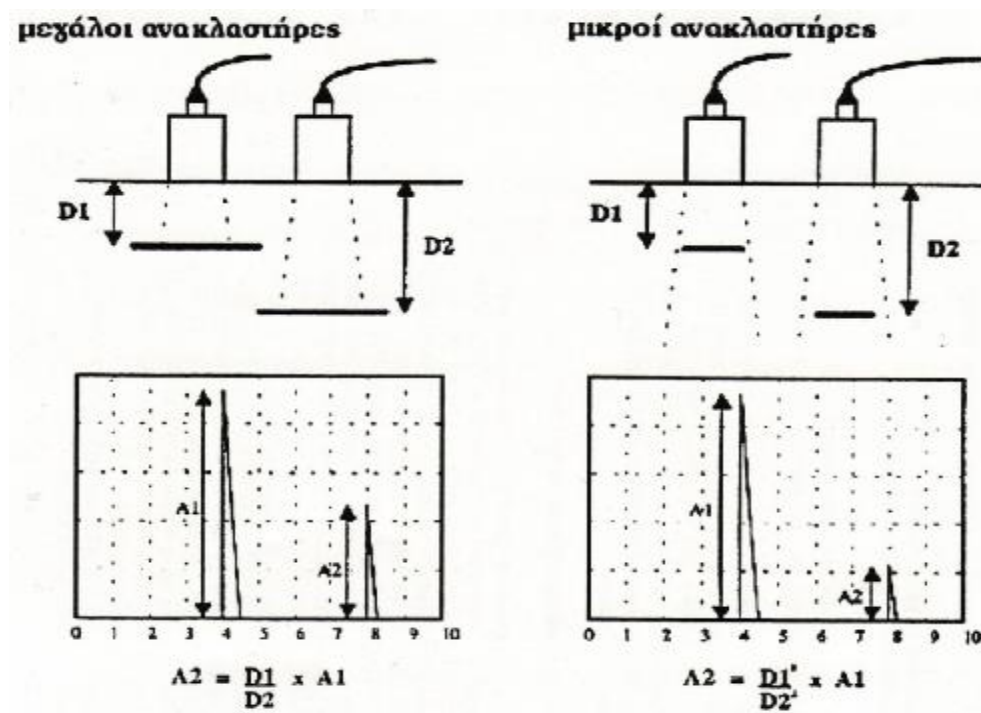 μεγάλοι ανακλαστήρες
D1
D2
A1
A2
0 1 2 3 4 5 6 7 8 9 10
A2 = D1/D2 x A1
μικροί ανακλαστήρες
D1
D2
A1
A2
0 1 2 3 4 5 6 7 8 9 10
A2 = D1²/D2² x A1